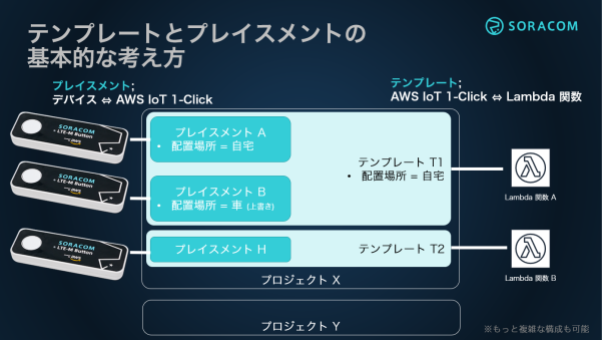 テンプレートとプレイスメントの
基本的な考え方
SORACOM
プレイスメント;
デバイス ⇔ AWS IoT 1-Click
テンプレート;
AWS IoT 1-Click ⇔ Lambda 関数
SORACOM
LTE-M Button
プレイスメント A
• 配置場所 = 自宅
テンプレート T1
• 配置場所 = 自宅
Lambda 関数 A
SORACOM
LTE-M Button
プレイスメント B
• 配置場所 = 車 (上書き)
SORACOM
LTE-M Button
プレイスメント H
テンプレート T2
Lambda 関数 B
プロジェクト X
プロジェクト Y
※もっと複雑な構成も可能